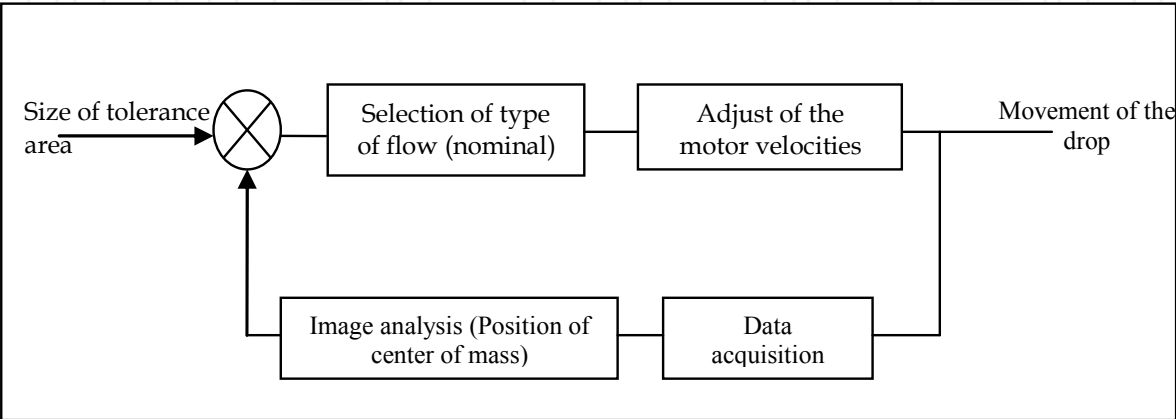 Size of tolerance
area
Selection of type
of flow (nominal)
Adjust of the
motor velocities
Movement of the
drop
Image analysis (Position of
center of mass)
Data
acquisition